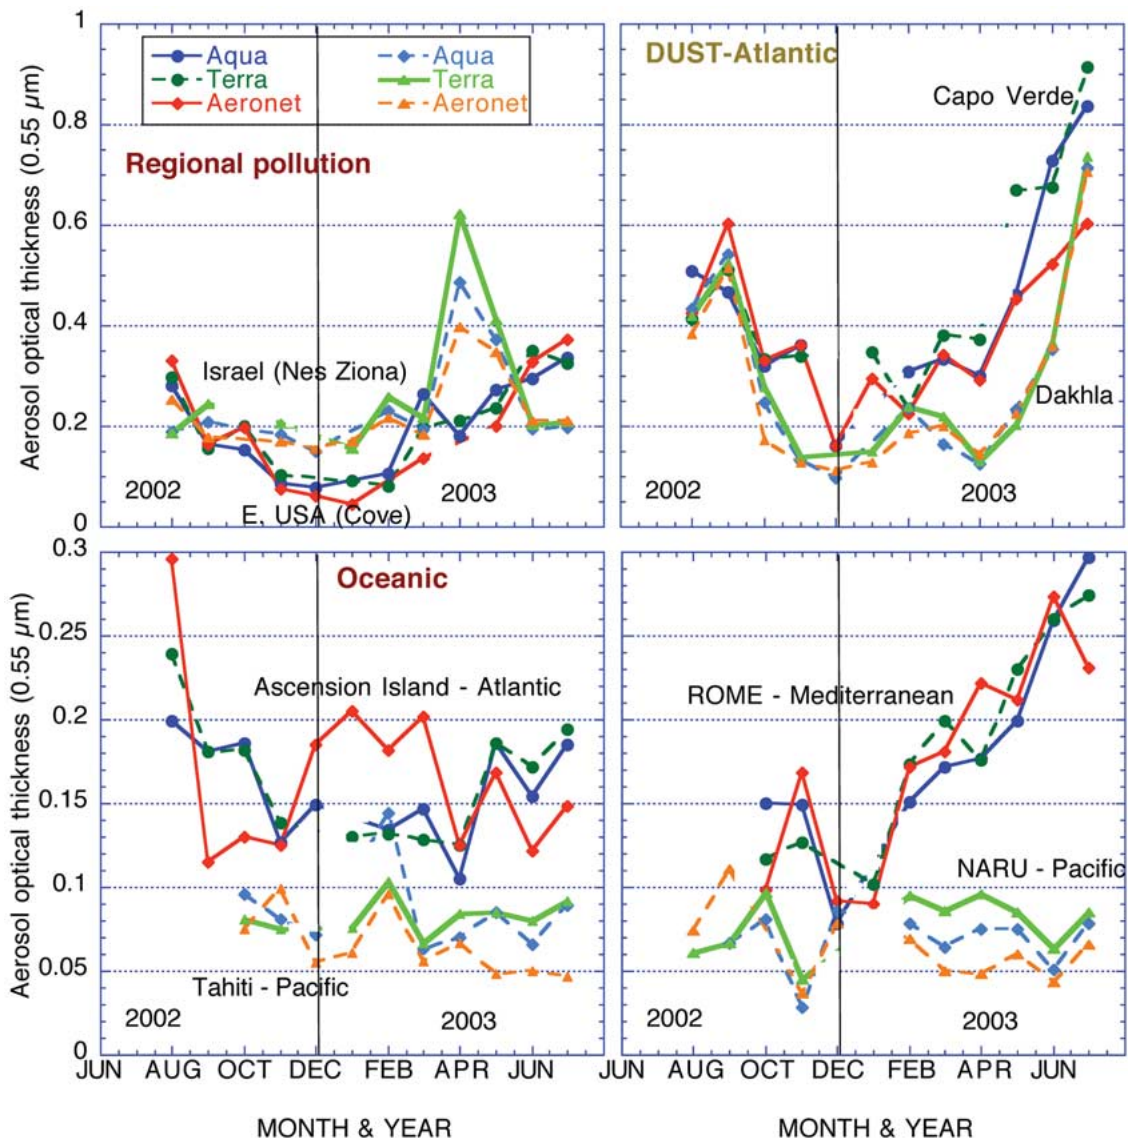 1
0.8
0.6
0.4
0.2
0
Aerosol optical thickness (0.55 µm)
Aqua
Terra
Aeronet
Aqua
Terra
Aeronet
Regional pollution
Israel (Nes Ziona)
2002
2003
E. USA (Cove)
DUST-Atlantic
Capo Verde
Dakhla
2002
2003
0.3
0.25
0.2
0.15
0.1
0.05
0
Aerosol optical thickness (0.55 µm)
Oceanic
Ascension Island - Atlantic
Tahiti - Pacific
2002
2003
JUN AUG OCT DEC FEB APR JUN
MONTH & YEAR
ROME - Mediterranean
NARU - Pacific
2002
2003
JUN AUG OCT DEC FEB APR JUN
MONTH & YEAR